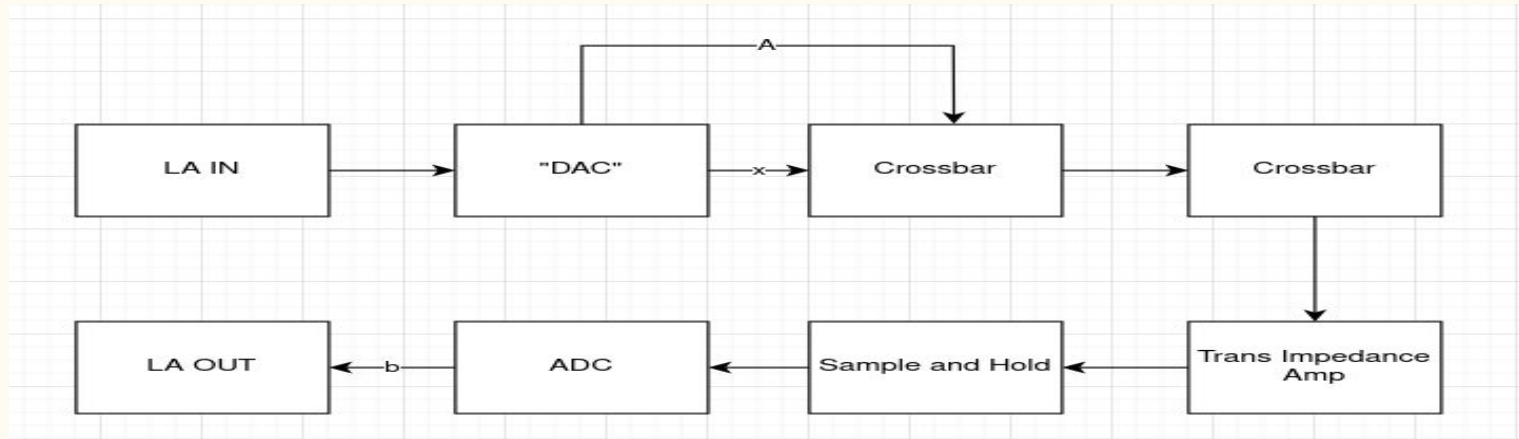 A
LA IN
"DAC"
x
Crossbar
Crossbar
LA OUT
b
ADC
Sample and Hold
Trans Impedance
Amp